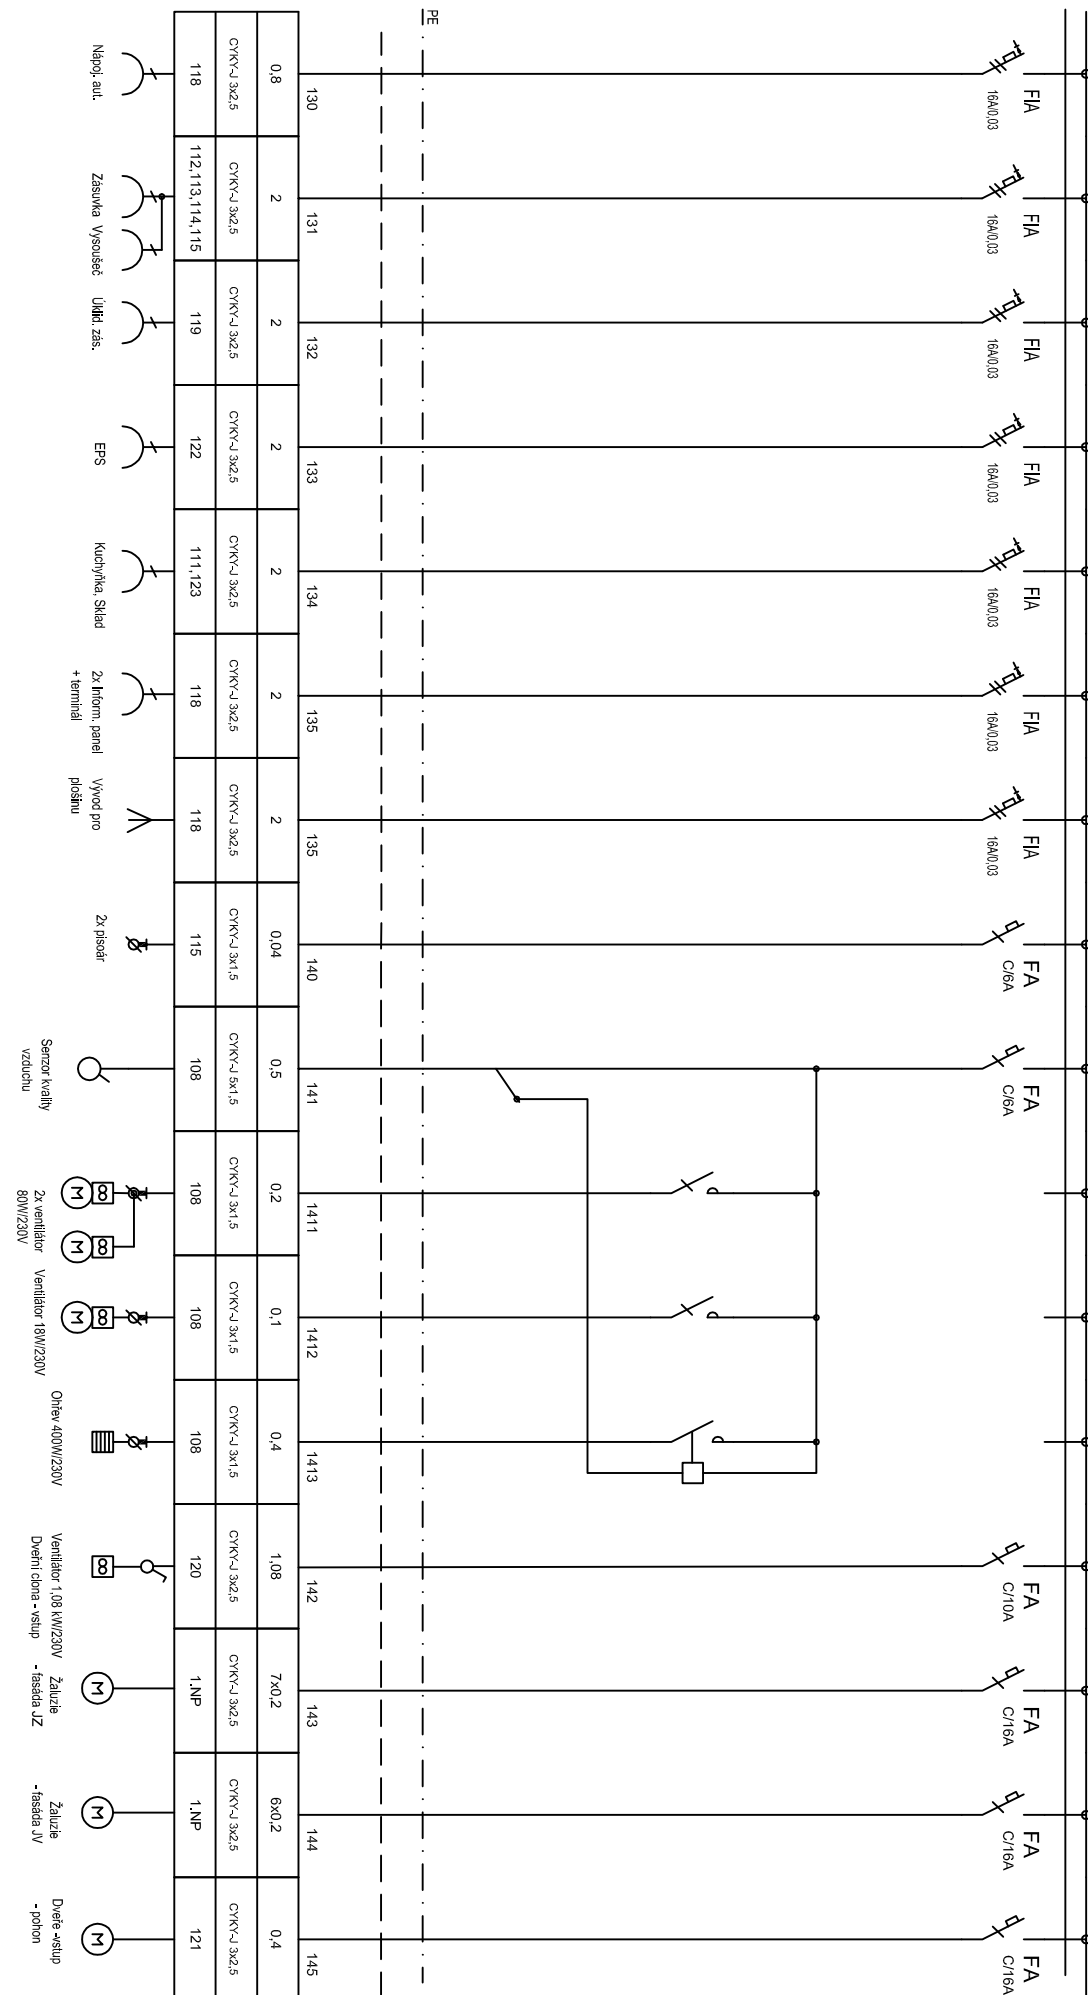 PE
FIA
16A/0,03
130
0,8
CYKY-J 3x2,5
118
Nápoj. aut.
FIA
16A/0,03
131
2
CYKY-J 3x2,5
112,113,114,115
Zásuvka Vysoušeč
FIA
16A/0,03
132
2
CYKY-J 3x2,5
119
Úklid. zás.
FIA
16A/0,03
133
2
CYKY-J 3x2,5
122
EPS
FIA
16A/0,03
134
2
CYKY-J 3x2,5
111,123
Kuchyňka, Sklad
FIA
16A/0,03
135
2
CYKY-J 3x2,5
118
2x Inform. panel
+ terminál
FIA
16A/0,03
135
2
CYKY-J 3x2,5
118
Vývod pro
plošinu
FA
C/6A
140
0,04
CYKY-J 3x1,5
115
2x pisoár
FA
C/6A
141
0,5
CYKY-J 5x1,5
108
Senzor kvality
vzduchu
1411
0,2
CYKY-J 3x1,5
108
M
M
2x ventilátor
80W/230V
1412
0,1
CYKY-J 3x1,5
108
M
Ventilátor 18W/230V
1413
0,4
CYKY-J 3x1,5
108
Ohřev 400W/230V
FA
C/10A
142
1,08
CYKY-J 3x2,5
120
Ventilátor 1,08 kW/230V
Dveřní clona - vstup
FA
C/16A
143
7x0,2
CYKY-J 3x2,5
1.NP
M
Žaluzie
- fasáda JZ
FA
C/16A
144
6x0,2
CYKY-J 3x2,5
1.NP
M
Žaluzie
- fasáda JV
FA
C/16A
145
0,4
CYKY-J 3x2,5
121
M
Dveře -vstup
- pohon